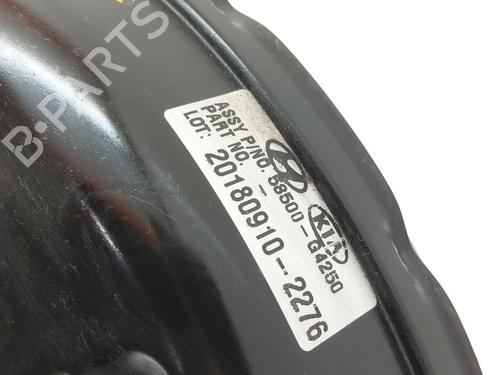 ASSY P/NO. 58500-G4250
PART NO. -
LOT: 20180910-2276
KIA
B-PARTS